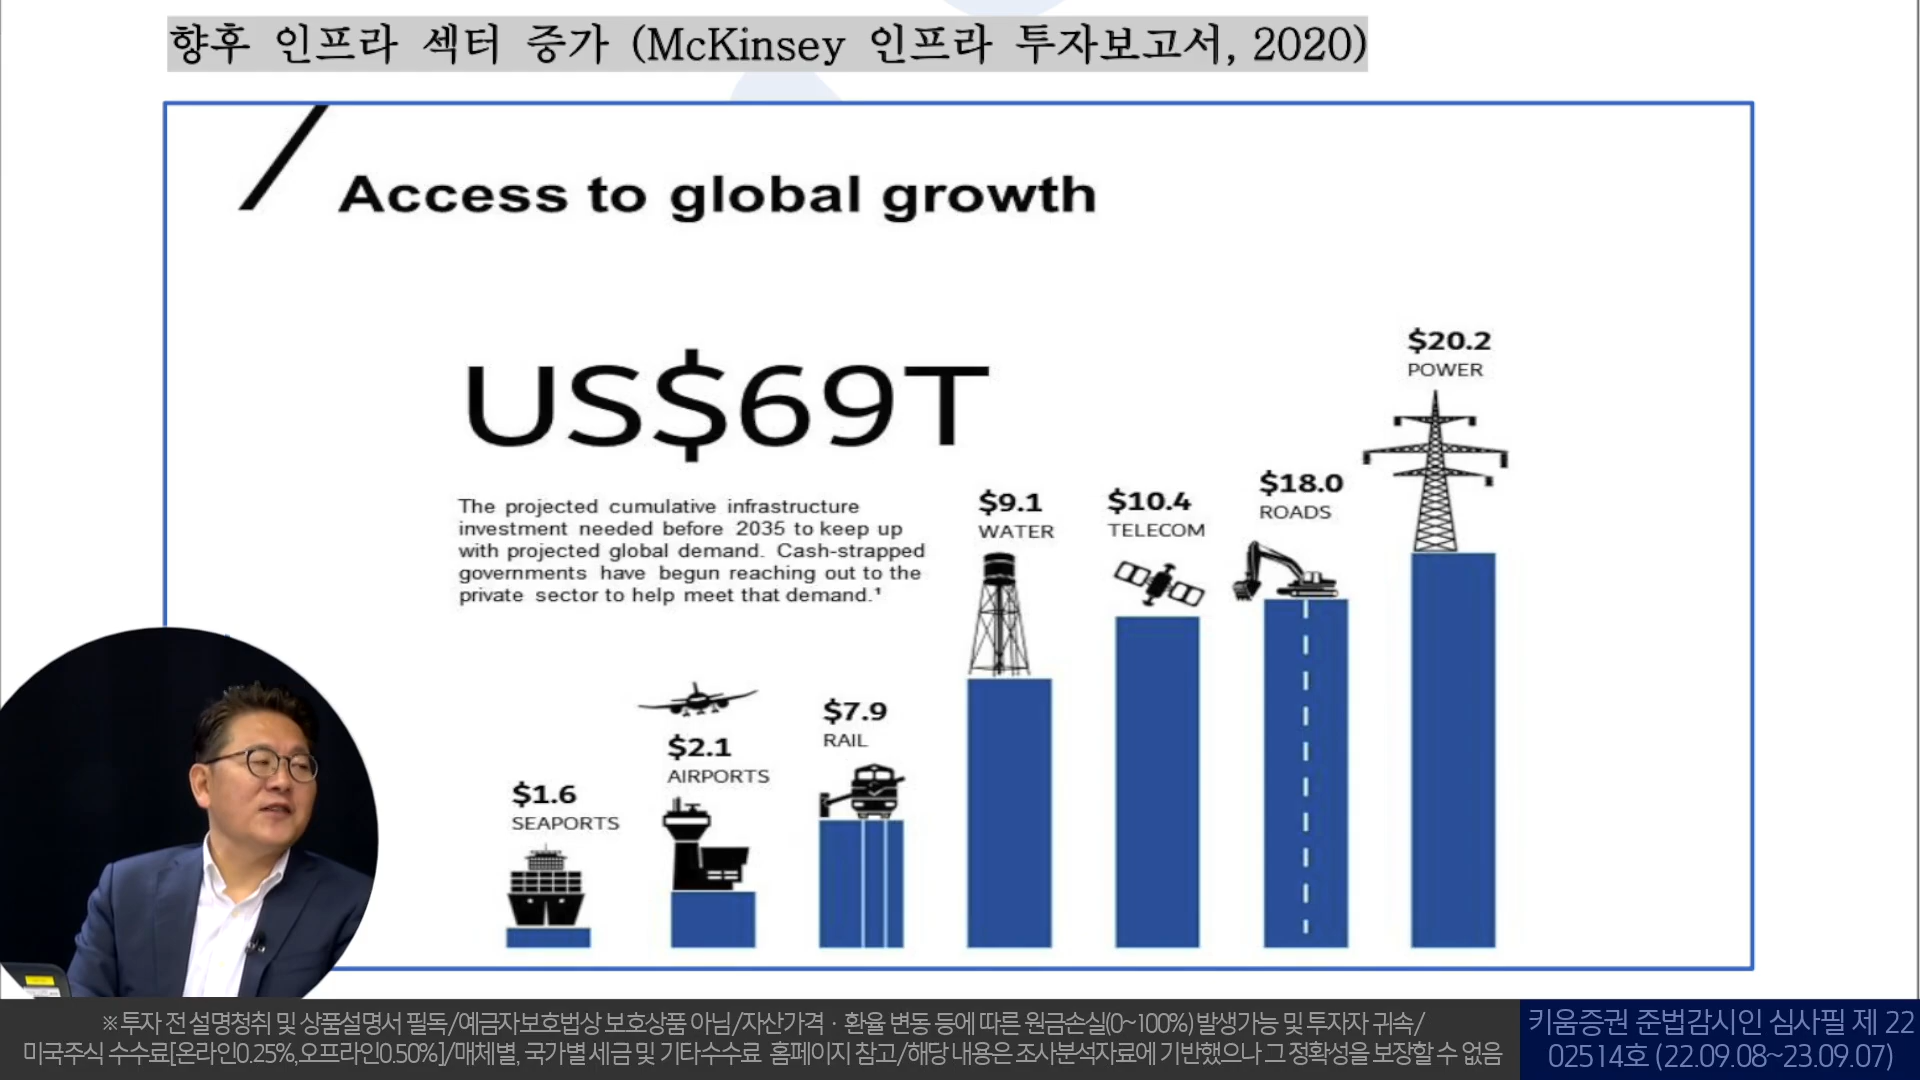 향후 인프라 섹터 증가 (McKinsey 인프라 투자보고서, 2020)
Access to global growth
US$69T
The projected cumulative infrastructure
investment needed before 2035 to keep up
with projected global demand. Cash-strapped
governments have begun reaching out to the
private sector to help meet that demand.¹
$1.6
SEAPORTS
$2.1
AIRPORTS
$7.9
RAIL
$9.1
WATER
$10.4
TELECOM
$18.0
ROADS
$20.2
POWER
※ 투자 전 설명청취 및 상품설명서 필독/예금자보호법상 보호상품 아님/자산가격 · 환율 변동 등에 따른 원금손실(0~100%) 발생가능 및 투자자 귀속/
미국주식 수수료[온라인0.25%,오프라인0.50%]/매체별, 국가별 세금 및 기타수수료 홈페이지 참고/해당 내용은 조사분석자료에 기반했으나 그 정확성을 보장할 수 없음
키움증권 준법감시인 심사필 제 22
02514호 (22.09.08~23.09.07)